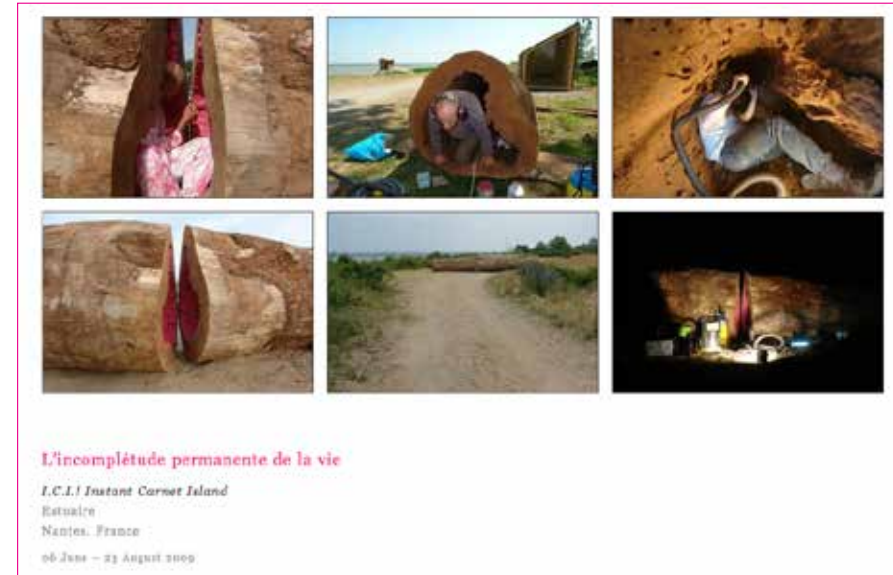 L'incomplétude permanente de la vie
I.C.I.! Instant Carnet Island
Estuaire
Nantes. France
06 June – 23 August 2009